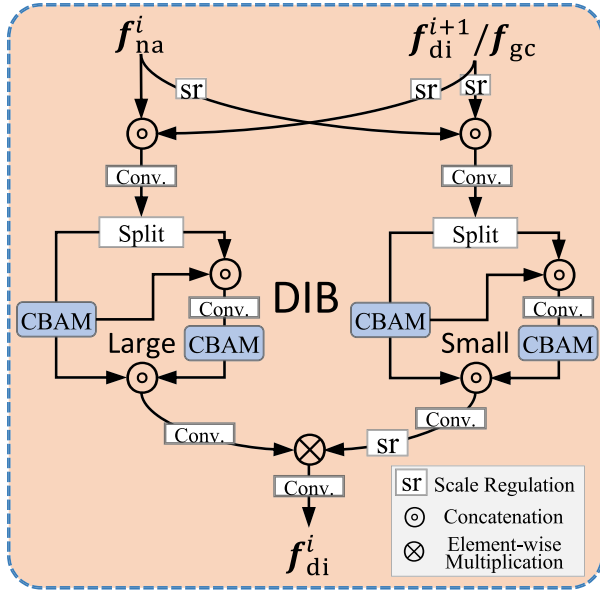 f^i_na
f^{i+1}_di/f_gc
sr
sr
sr
Conv.
Conv.
Split
Split
DIB
Conv.
Conv.
CBAM
CBAM
Large
CBAM
Small
CBAM
Conv.
Conv.
sr
Conv.
f^i_di
sr Scale Regulation
Concatenation
Element-wise
Multiplication